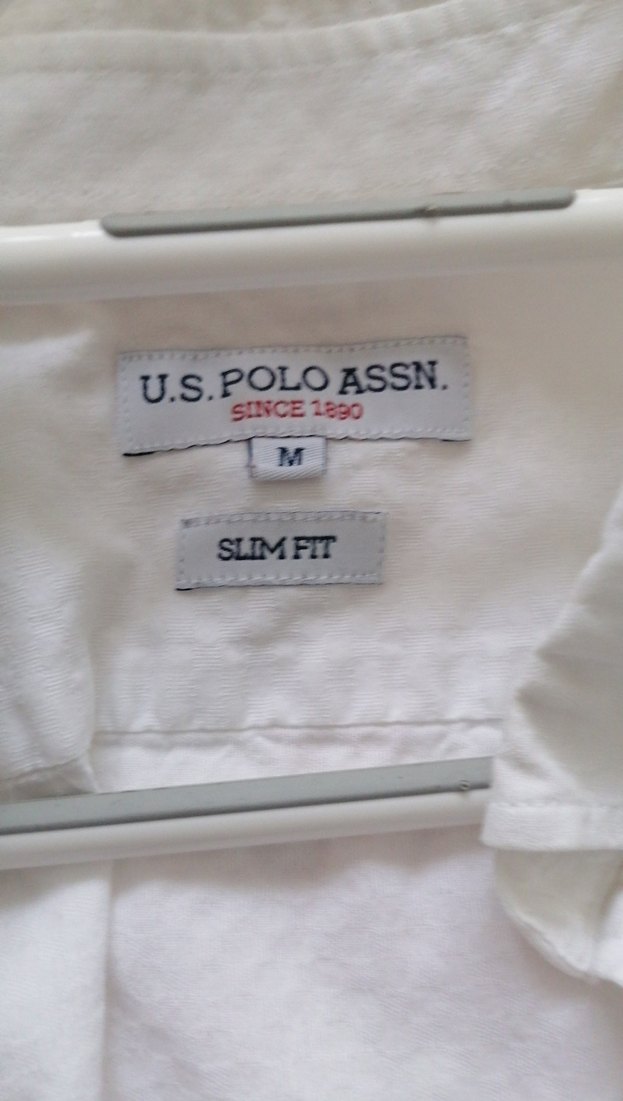 U.S. POLO ASSN.
SINCE 1890
M
SLIM FIT